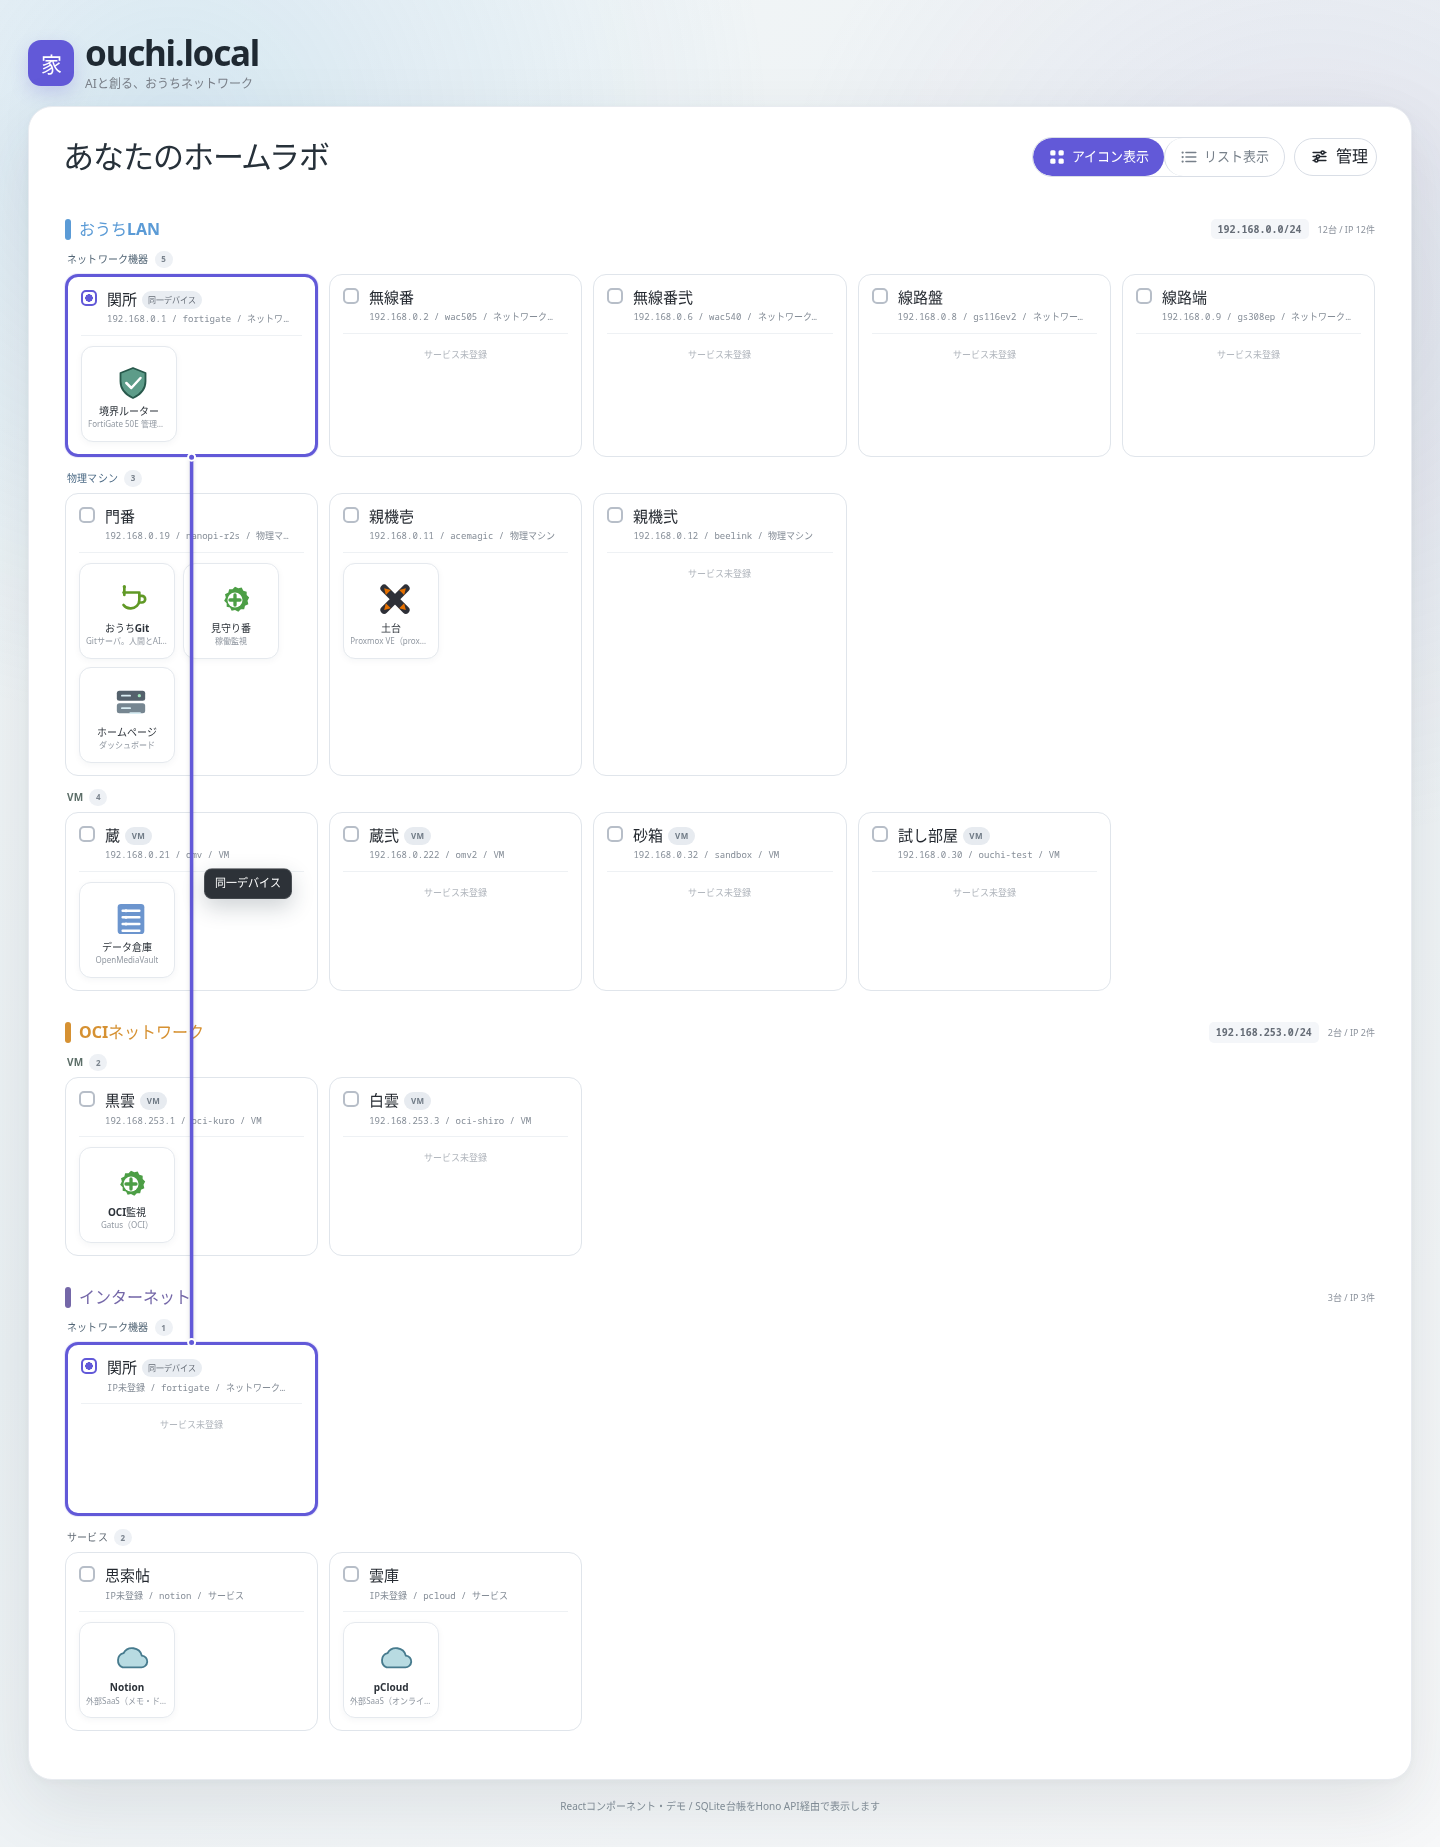 家
ouchi.local
AIと創る、おうちネットワーク
あなたのホームラボ
アイコン表示
リスト表示
管理
おうちLAN
192.168.0.0/24
12台 / IP 12件
ネットワーク機器 5
関所 同一デバイス
192.168.0.1 / fortigate / ネットワ…
境界ルーター
FortiGate 50E 管理…
無線番
192.168.0.2 / wac505 / ネットワーク…
サービス未登録
無線番弐
192.168.0.6 / wac540 / ネットワーク…
サービス未登録
線路盤
192.168.0.8 / gs116ev2 / ネットワー…
サービス未登録
線路端
192.168.0.9 / gs308ep / ネットワーク…
サービス未登録
物理マシン 3
門番
192.168.0.19 / nanopi-r2s / 物理マ…
おうちGit
Gitサーバ。人間とAI…
見守り番
稼働監視
ホームページ
ダッシュボード
親機壱
192.168.0.11 / acemagic / 物理マシン
土台
Proxmox VE（prox…
親機弐
192.168.0.12 / beelink / 物理マシン
サービス未登録
VM 4
蔵 VM
192.168.0.21 / omv / VM
同一デバイス
データ倉庫
OpenMediaVault
蔵弐 VM
192.168.0.222 / omv2 / VM
サービス未登録
砂箱 VM
192.168.0.32 / sandbox / VM
サービス未登録
試し部屋 VM
192.168.0.30 / ouchi-test / VM
サービス未登録
OCIネットワーク
192.168.253.0/24
2台 / IP 2件
VM 2
黒雲 VM
192.168.253.1 / oci-kuro / VM
OCI監視
Gatus（OCI）
白雲 VM
192.168.253.3 / oci-shiro / VM
サービス未登録
インターネット
3台 / IP 3件
ネットワーク機器 1
関所 同一デバイス
IP未登録 / fortigate / ネットワーク…
サービス未登録
サービス 2
思索帖
IP未登録 / notion / サービス
Notion
外部SaaS（メモ・ド…
雲庫
IP未登録 / pcloud / サービス
pCloud
外部SaaS（オンライ…
Reactコンポーネント・デモ / SQLite台帳をHono API経由で表示します